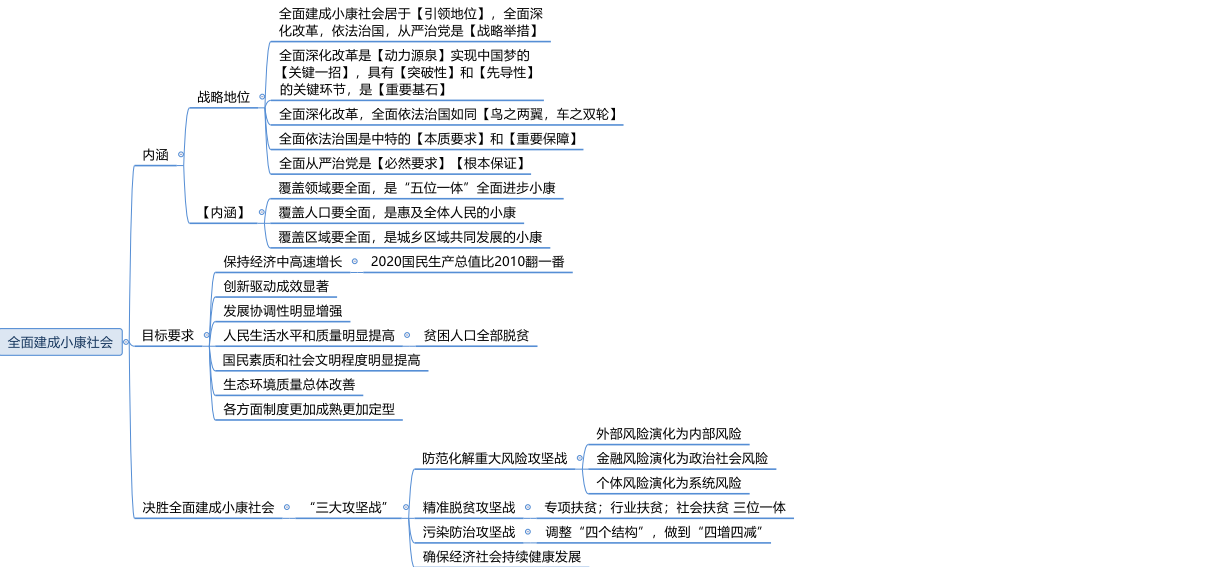 全面建成小康社会居于【引领地位】，全面深
化改革，依法治国，从严治党是【战略举措】
全面深化改革是【动力源泉】实现中国梦的
【关键一招】，具有【突破性】和【先导性】
的关键环节，是【重要基石】
战略地位
全面深化改革，全面依法治国如同【鸟之两翼，车之双轮】
全面依法治国是中特的【本质要求】和【重要保障】
内涵
全面从严治党是【必然要求】【根本保证】
覆盖领域要全面，是“五位一体”全面进步小康
【内涵】
覆盖人口要全面，是惠及全体人民的小康
覆盖区域要全面，是城乡区域共同发展的小康
保持经济中高速增长
2020国民生产总值比2010翻一番
创新驱动成效显著
发展协调性明显增强
全面建成小康社会
目标要求
人民生活水平和质量明显提高
贫困人口全部脱贫
国民素质和社会文明程度明显提高
生态环境质量总体改善
各方面制度更加成熟更加定型
外部风险演化为内部风险
防范化解重大风险攻坚战
金融风险演化为政治社会风险
个体风险演化为系统风险
决胜全面建成小康社会
“三大攻坚战”
精准脱贫攻坚战
专项扶贫；行业扶贫；社会扶贫 三位一体
污染防治攻坚战
调整“四个结构”，做到“四增四减”
确保经济社会持续健康发展